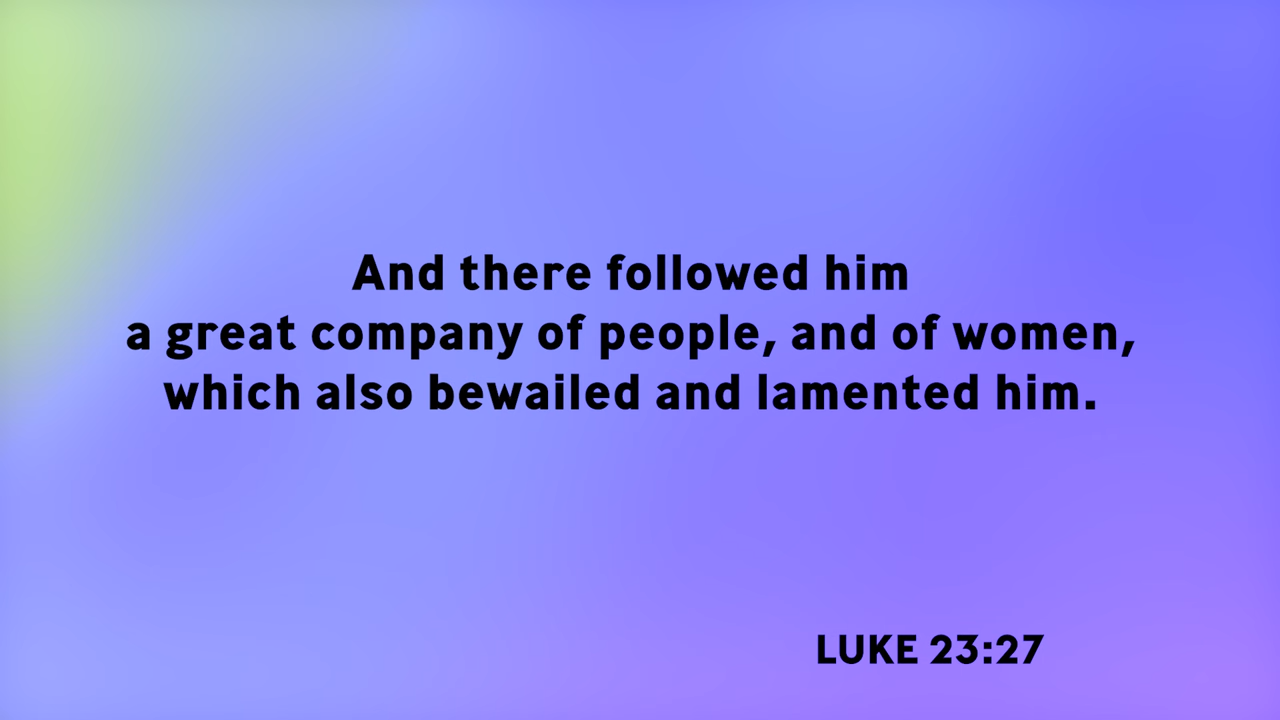 And there followed him
a great company of people, and of women,
which also bewailed and lamented him.
LUKE 23:27